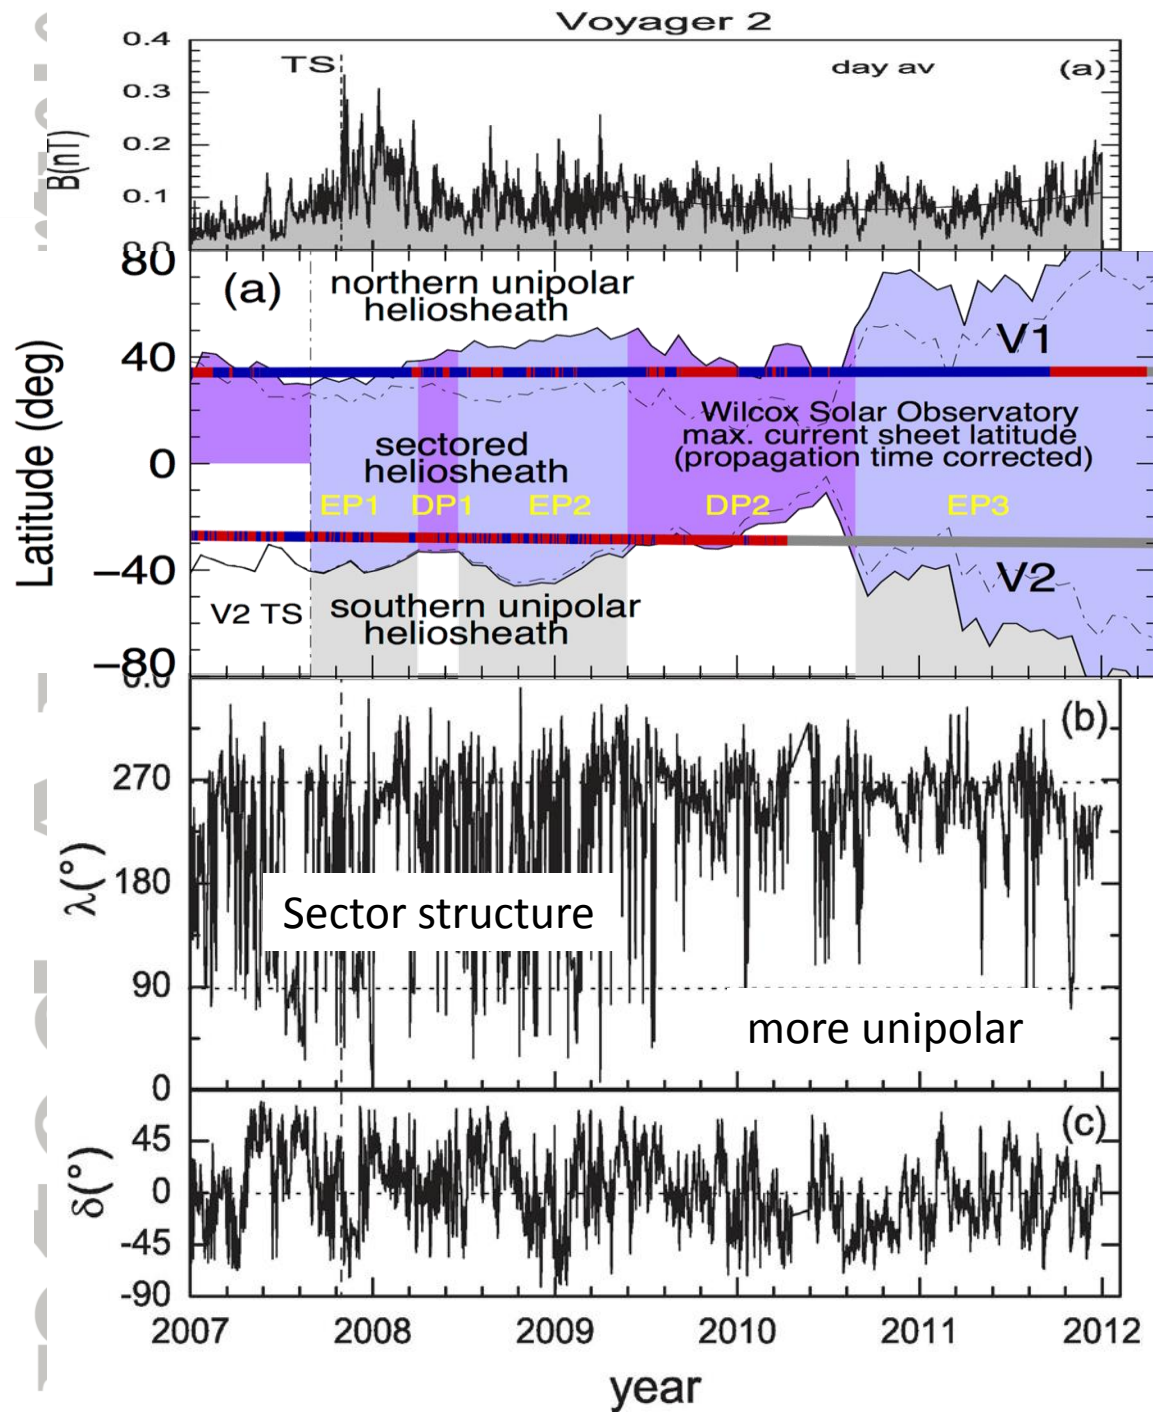 Voyager 2
TS
day av
(a)
0.4
0.3
0.2
0.1
0.0
B(nT)
80
40
0
−40
−80
Latitude (deg)
(a)
northern unipolar
heliosheath
V1
sectored
heliosheath
Wilcox Solar Observatory
max. current sheet latitude
(propagation time corrected)
EP1
DP1
EP2
DP2
EP3
V2 TS
southern unipolar
heliosheath
V2
(b)
270
180
90
0
λ(°)
Sector structure
more unipolar
(c)
45
0
-45
-90
δ(°)
2007
2008
2009
2010
2011
2012
year